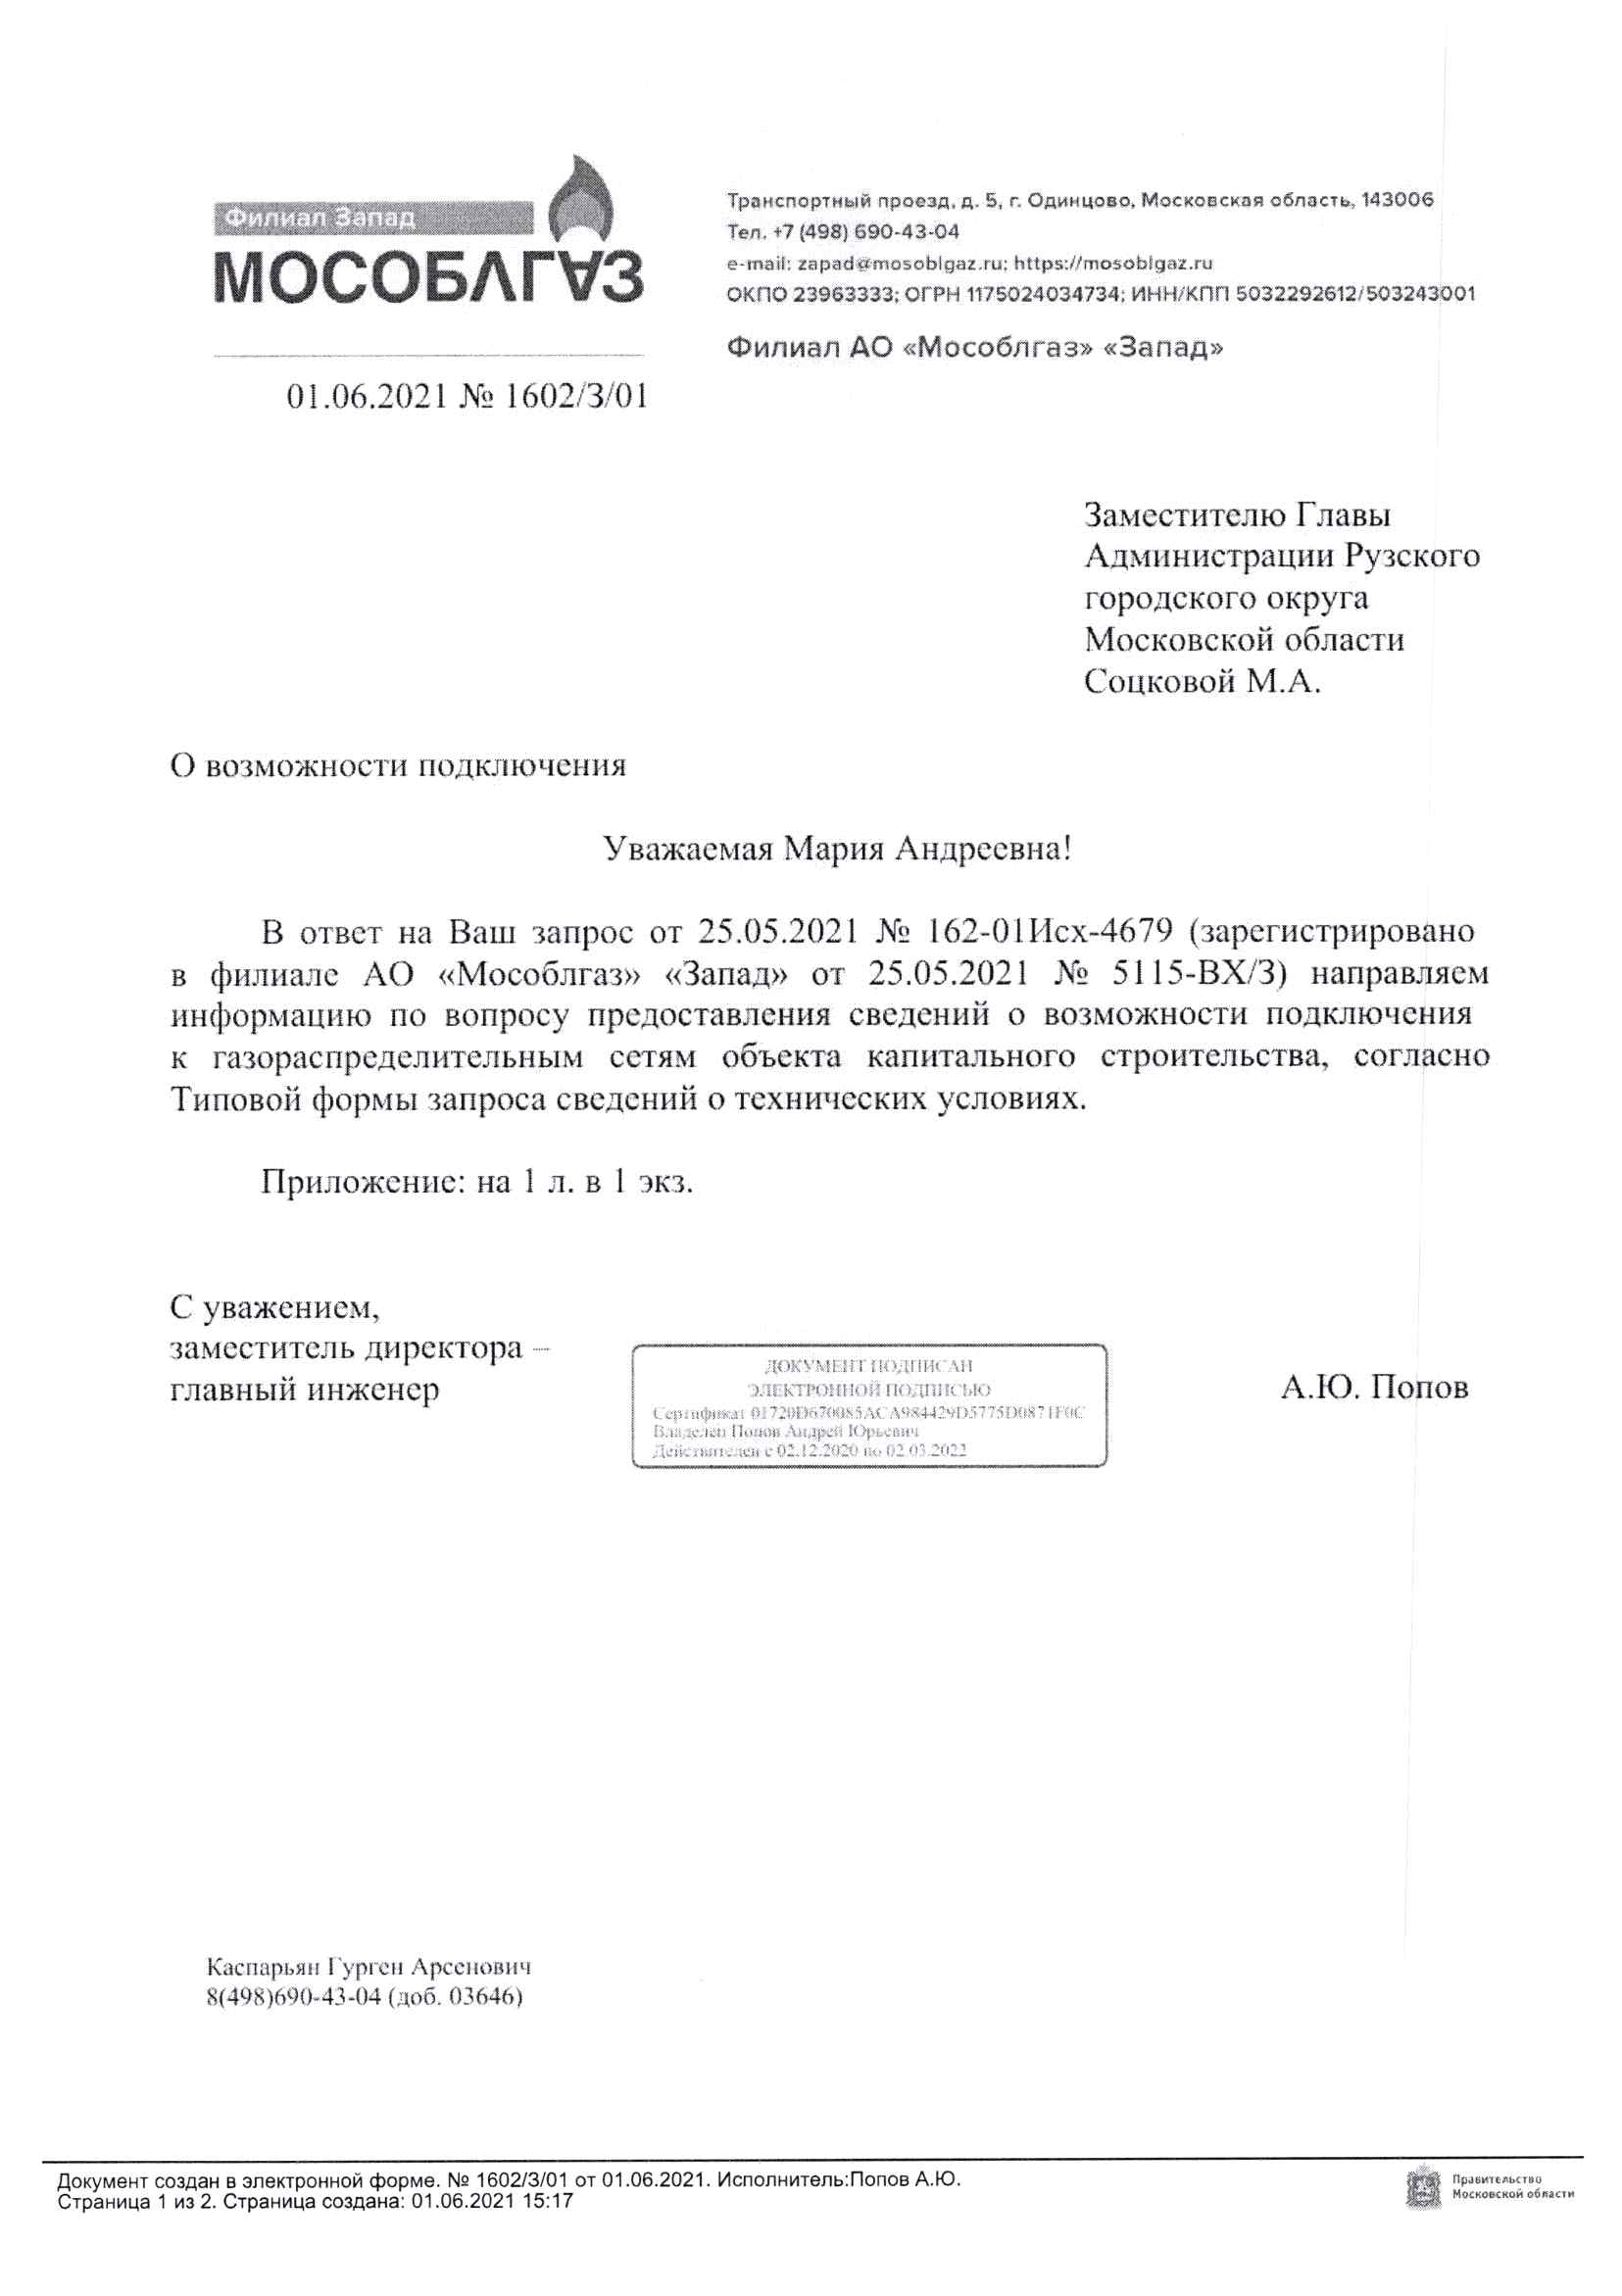 Филиал Запад
МОСОБЛГАЗ
Транспортный проезд, д. 5, г. Одинцово, Московская область, 143006
Тел. +7 (498) 690-43-04
e-mail: zapad@mosoblgaz.ru; https://mosoblgaz.ru
ОКПО 23963333; ОГРН 1175024034734; ИНН/КПП 5032292612/503243001
Филиал АО «Мособлгаз» «Запад»
01.06.2021 № 1602/З/01
Заместителю Главы
Администрации Рузского
городского округа
Московской области
Соцковой М.А.
О возможности подключения
Уважаемая Мария Андреевна!
В ответ на Ваш запрос от 25.05.2021 № 162-01Исх-4679 (зарегистрировано
в филиале АО «Мособлгаз» «Запад» от 25.05.2021 № 5115-ВХ/З) направляем
информацию по вопросу предоставления сведений о возможности подключения
к газораспределительным сетям объекта капитального строительства, согласно
Типовой формы запроса сведений о технических условиях.
Приложение: на 1 л. в 1 экз.
С уважением,
заместитель директора –
главный инженер
ДОКУМЕНТ ПОДПИСАН
ЭЛЕКТРОННОЙ ПОДПИСЬЮ
Сертификат 01720D670085ACA984429D5775D0871F0C
Владелец Попов Андрей Юрьевич
Действителен с 02.12.2020 по 02.03.2022
А.Ю. Попов
Каспарьян Гурген Арсенович
8(498)690-43-04 (доб. 03646)
Документ создан в электронной форме. № 1602/З/01 от 01.06.2021. Исполнитель:Попов А.Ю.
Страница 1 из 2. Страница создана: 01.06.2021 15:17
Правительство
Московской области